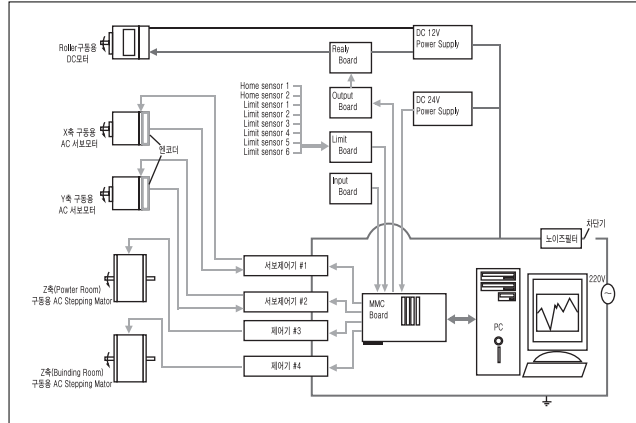 Roller구동용
DC모터
DC 12V
Power Supply
Realy
Board
DC 24V
Power Supply
Output
Board
Home sensor 1
Home sensor 2
Limit sensor 1
Limit sensor 2
Limit sensor 3
Limit sensor 4
Limit sensor 5
Limit sensor 6
X축 구동용
AC 서보모터
엔코더
Limit
Board
Input
Board
Y축 구동용
AC 서보모터
차단기
노이즈필터
220V
서보제어기 #1
서보제어기 #2
제어기 #3
제어기 #4
MMC
Board
PC
Z축(Powter Room)
구동용 AC Stepping Mator
Z축(Buinding Room)
구동용 AC Stepping Mator